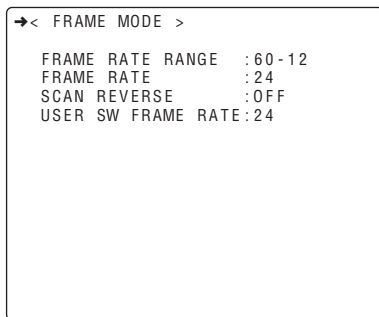 ➔< FRAME MODE >
FRAME RATE RANGE :60-12
FRAME RATE :24
SCAN REVERSE :OFF
USER SW FRAME RATE:24